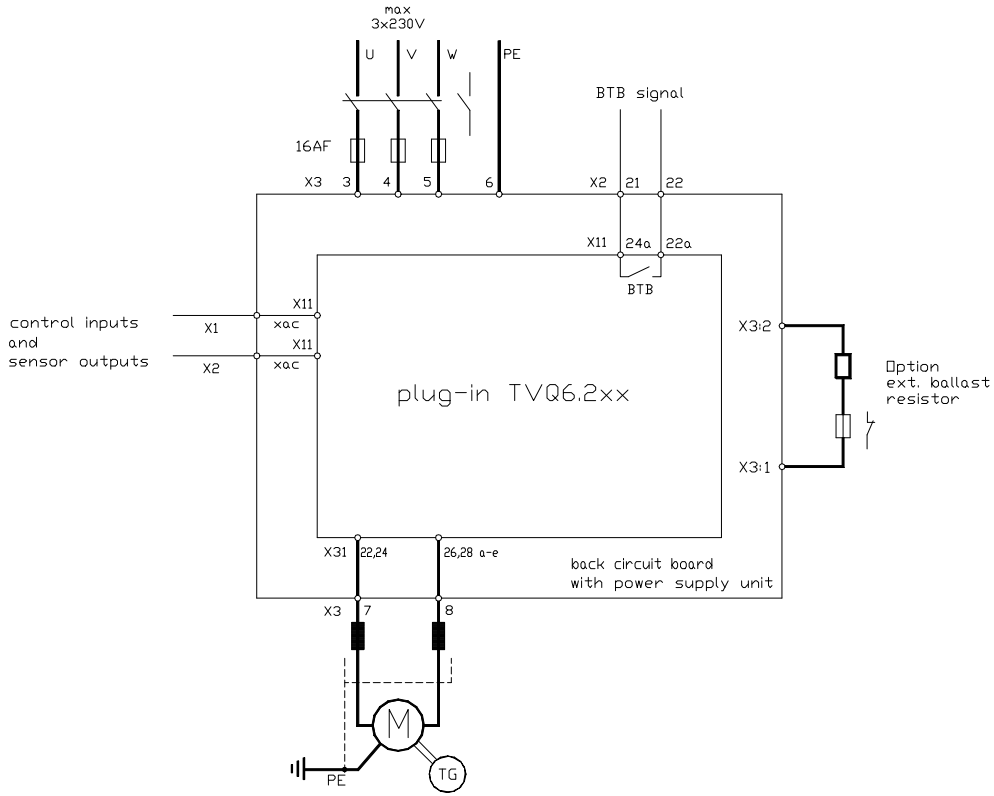 max
3x230V
U V W PE
BTB signal
16AF
X3 3 4 5 6 X2 21 22
X11 24a 22a
BTB
X11
control inputs
and
sensor outputs
X1 xac
X11
X2 xac
X3:2
plug-in TVQ6.2xx
Option
ext. ballast
resistor
X3:1
X31 22,24 26,28 a-e
back circuit board
with power supply unit
X3 7 8
M
TG
PE